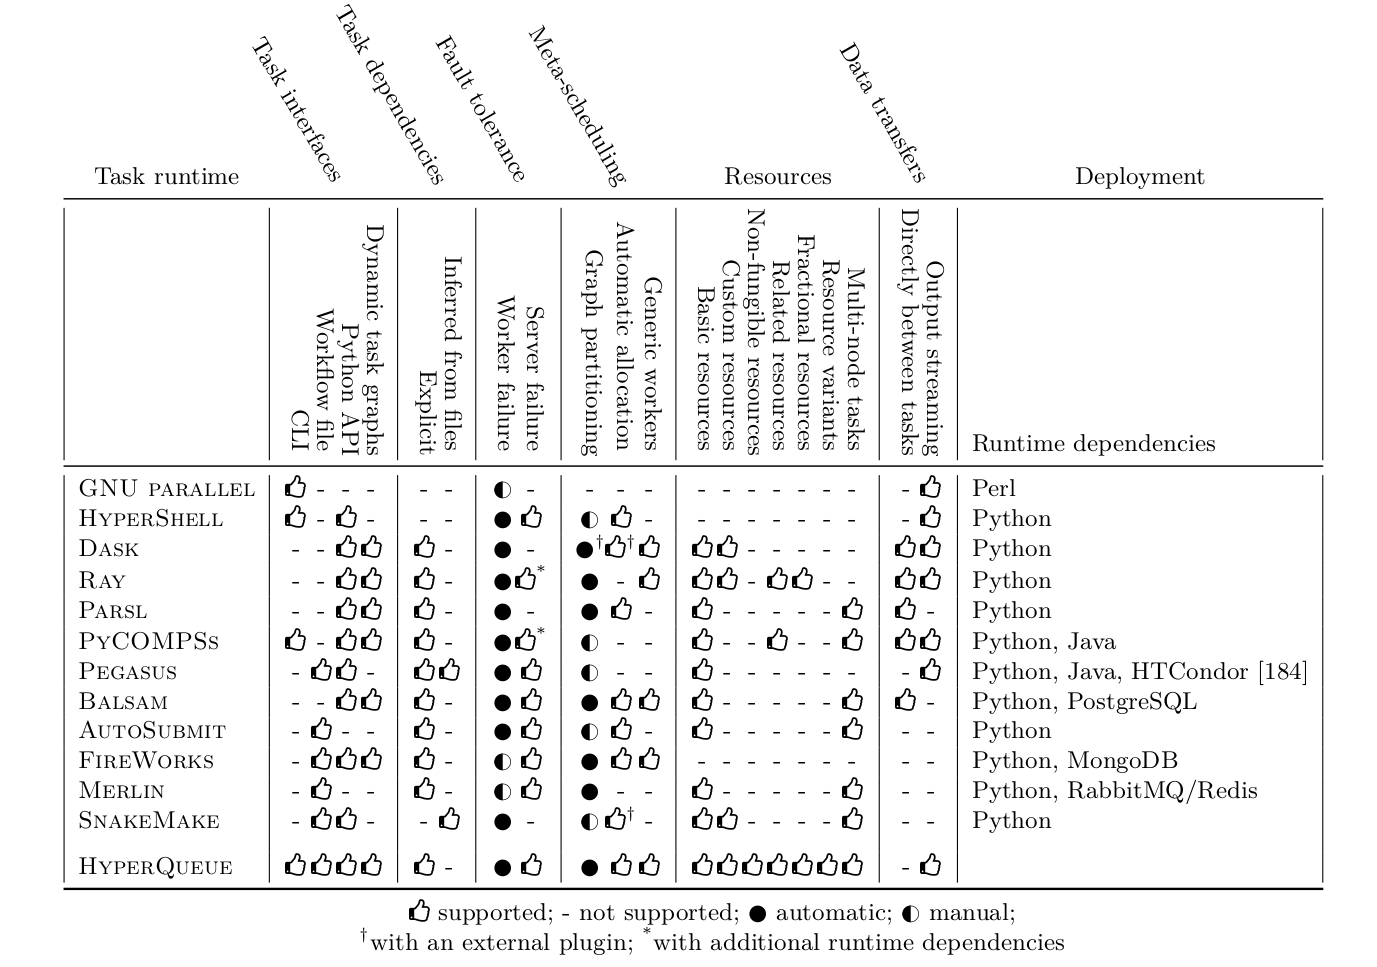 Task interfaces
Task dependencies
Fault tolerance
Meta-scheduling
Data transfers
Task runtime
Resources
Deployment
CLI
Workflow file
Python API
Dynamic task graphs
Explicit
Inferred from files
Worker failure
Server failure
Graph partitioning
Automatic allocation
Generic workers
Basic resources
Custom resources
Non-fungible resources
Related resources
Fractional resources
Resource variants
Multi-node tasks
Directly between tasks
Output streaming
Runtime dependencies
GNU PARALLEL 👍 - - - - - ◐ - - - - - - - - - - - - 👍 Perl
HYPERSHELL 👍 - 👍 - - - ● 👍 ◐ 👍 - - - - - - - - - 👍 Python
DASK - - 👍 👍 👍 - ● - ●† 👍† 👍 👍 👍 - - - - - 👍 👍 Python
RAY - - 👍 👍 👍 - ● 👍* ● - 👍 👍 👍 - 👍 👍 - - 👍 👍 Python
PARSL - - 👍 👍 👍 - ● - ● 👍 - 👍 - - - - - 👍 👍 - Python
PYCOMPSS 👍 - 👍 👍 👍 - ● 👍* ◐ - - 👍 - - 👍 - - 👍 👍 👍 Python, Java
PEGASUS - 👍 👍 - 👍 👍 ● 👍 ◐ - - 👍 - - - - - - - 👍 Python, Java, HTCondor [184]
BALSAM - - 👍 👍 👍 - ● 👍 ● 👍 👍 👍 - - - - - 👍 👍 - Python, PostgreSQL
AUTOSUBMIT - 👍 - - 👍 - ● 👍 ◐ 👍 - 👍 - - - - - 👍 - - Python
FIREWORKS - 👍 👍 👍 👍 - ◐ 👍 ● 👍 👍 - - - - - - - - - Python, MongoDB
MERLIN - 👍 - - 👍 - ◐ 👍 ● - - 👍 - - - - - 👍 - - Python, RabbitMQ/Redis
SNAKEMAKE - 👍 👍 - - 👍 ● - ◐ 👍† - 👍 👍 - - - - 👍 - - Python
HYPERQUEUE 👍 👍 👍 👍 👍 - ● 👍 ● 👍 👍 👍 👍 👍 👍 👍 👍 👍 - 👍
👍 supported; - not supported; ● automatic; ◐ manual;
†with an external plugin; *with additional runtime dependencies